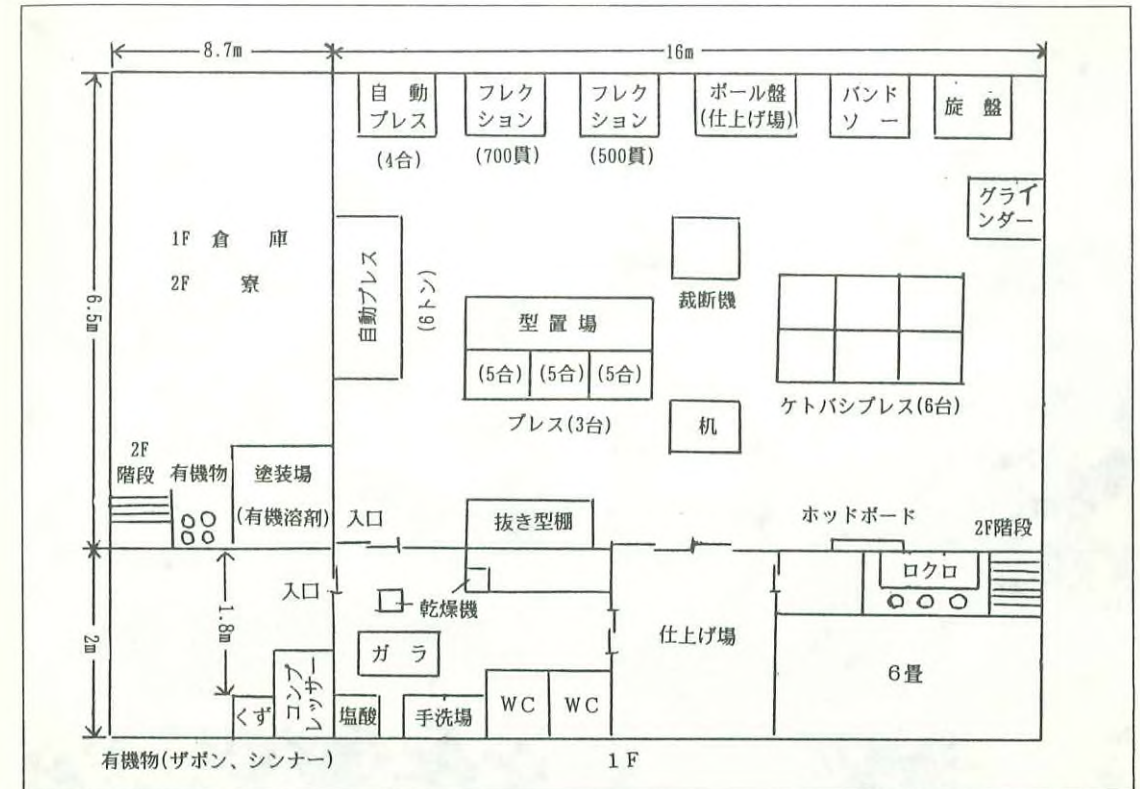 8.7m
16m
自動
プレス
(4合)
フレク
ション
(700貫)
フレク
ション
(500貫)
ボール盤
(仕上げ場)
バンド
ソー
旋盤
グライ
ンダー
1F 倉庫
2F 寮
6.5m
自動プレス
(6トン)
裁断機
型置場
(5合)
(5合)
(5合)
プレス(3台)
机
ケトバシプレス(6台)
2F
階段
有機物
塗装場
(有機溶剤)
入口
抜き型棚
ホッドボード
2F階段
入口
乾燥機
ロクロ
1.8m
2m
ガラ
仕上げ場
6畳
くず
コンプ
レッサー
塩酸
手洗場
WC
WC
有機物(ザボン、シンナー)
1F